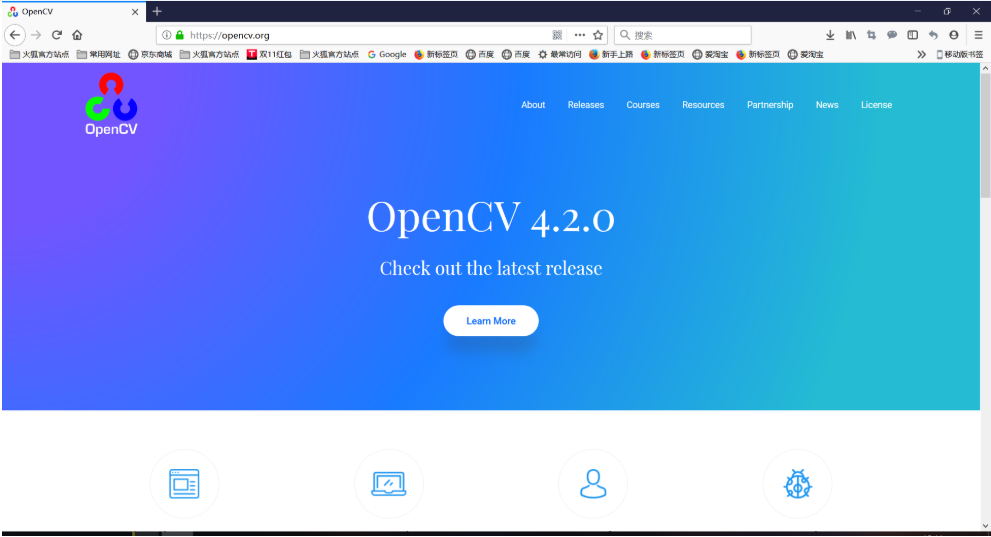 OpenCV
https://opencv.org
搜索
火狐官方站点 常用网址 京东商城 火狐官方站点 T 双11红包 火狐官方站点 G Google 新标签页 百度 百度 最常访问 新手上路 新标签页 爱淘宝 新标签页 爱淘宝 移动版书签
OpenCV
About Releases Courses Resources Partnership News License
OpenCV 4.2.0
Check out the latest release
Learn More